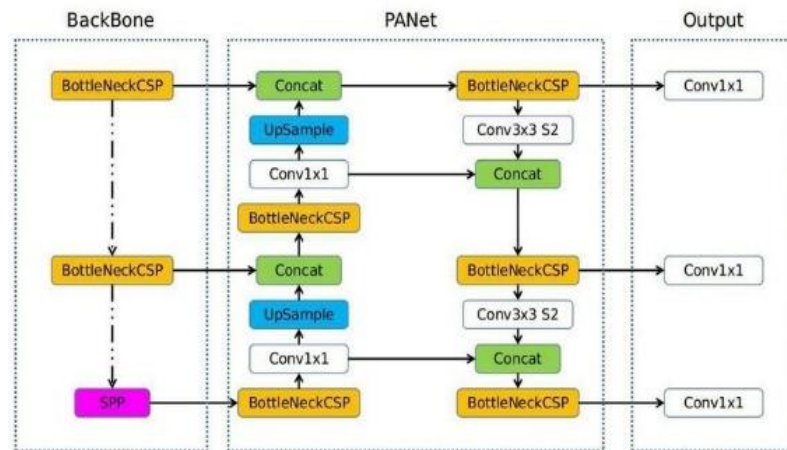 BackBone
PANet
Output
BottleNeckCSP
Concat
BottleNeckCSP
Conv1x1
UpSample
Conv3x3 S2
Conv1x1
Concat
BottleNeckCSP
BottleNeckCSP
Concat
BottleNeckCSP
Conv1x1
UpSample
Conv3x3 S2
Conv1x1
Concat
SPP
BottleNeckCSP
BottleNeckCSP
Conv1x1